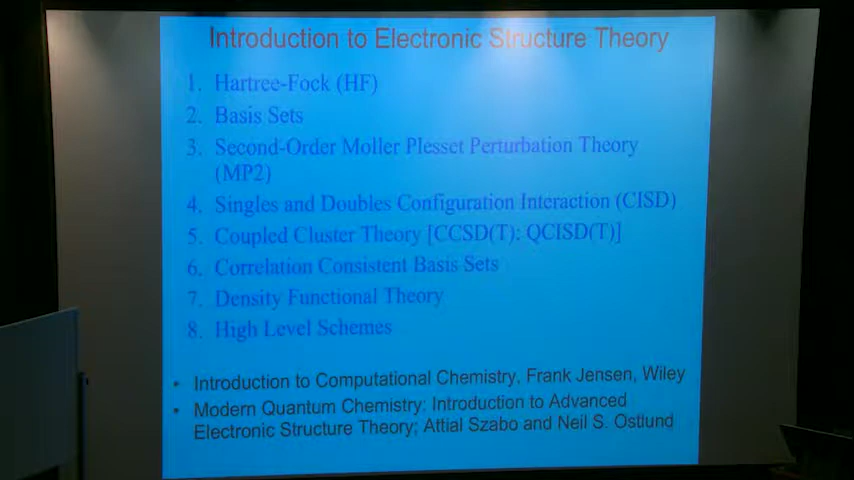 Introduction to Electronic Structure Theory
1. Hartree-Fock (HF)
2. Basis Sets
3. Second-Order Moller Plesset Perturbation Theory
(MP2)
4. Singles and Doubles Configuration Interaction (CISD)
5. Coupled Cluster Theory [CCSD(T); QCISD(T)]
6. Correlation Consistent Basis Sets
7. Density Functional Theory
8. High Level Schemes
• Introduction to Computational Chemistry, Frank Jensen, Wiley
• Modern Quantum Chemistry: Introduction to Advanced
Electronic Structure Theory; Attial Szabo and Neil S. Ostlund